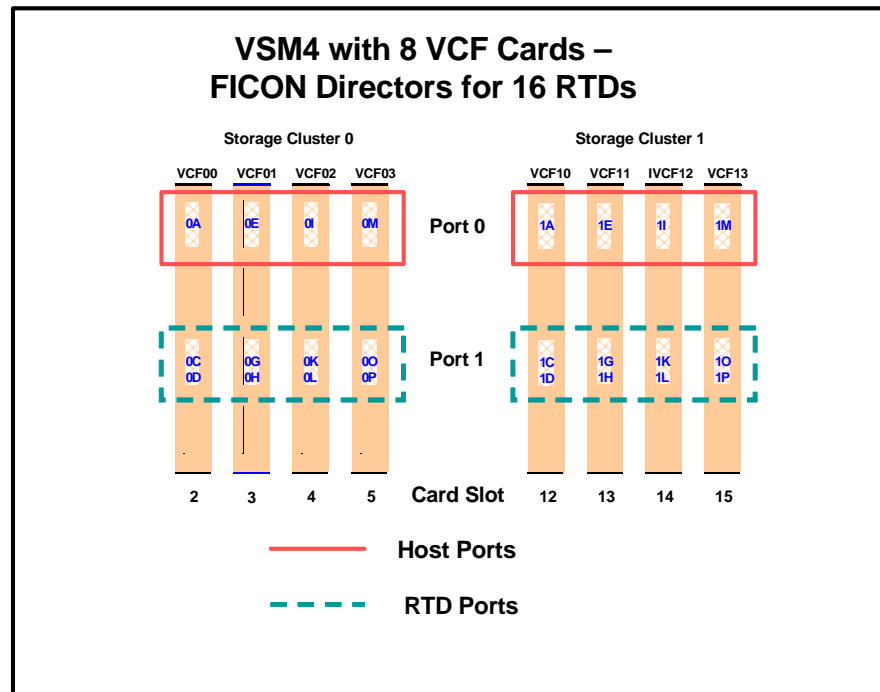 VSM4 with 8 VCF Cards –
FICON Directors for 16 RTDs
Storage Cluster 0 Storage Cluster 1
VCF00 VCF01 VCF02 VCF03 VCF10 VCF11 IVCF12 VCF13
0A 0E 0I 0M Port 0 1A 1E 1I 1M
0C 0G 0K 0O Port 1 1C 1G 1K 1O
0D 0H 0L 0P 1D 1H 1L 1P
2 3 4 5 Card Slot 12 13 14 15
Host Ports
RTD Ports